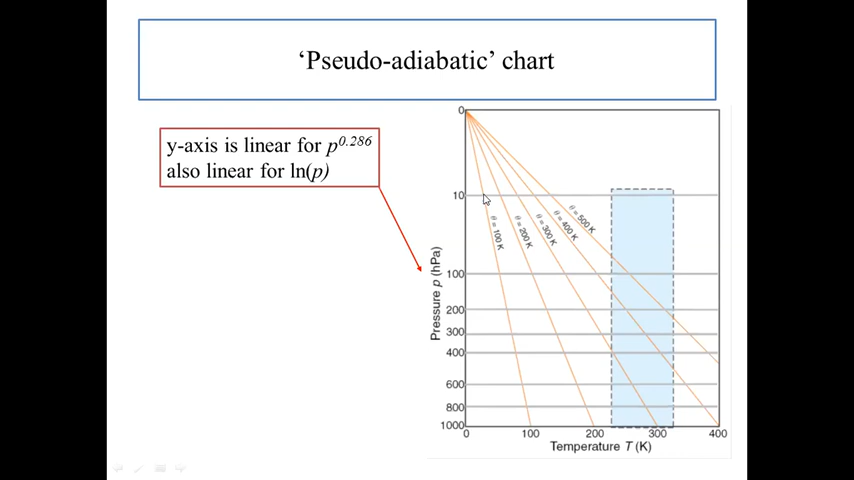 ‘Pseudo-adiabatic’ chart
y-axis is linear for p^0.286
also linear for ln(p)
Pressure p (hPa)
0
10
100
200
300
400
600
800
1000
θ = 100 K
θ = 200 K
θ = 300 K
θ = 400 K
θ = 500 K
0 100 200 300 400
Temperature T (K)